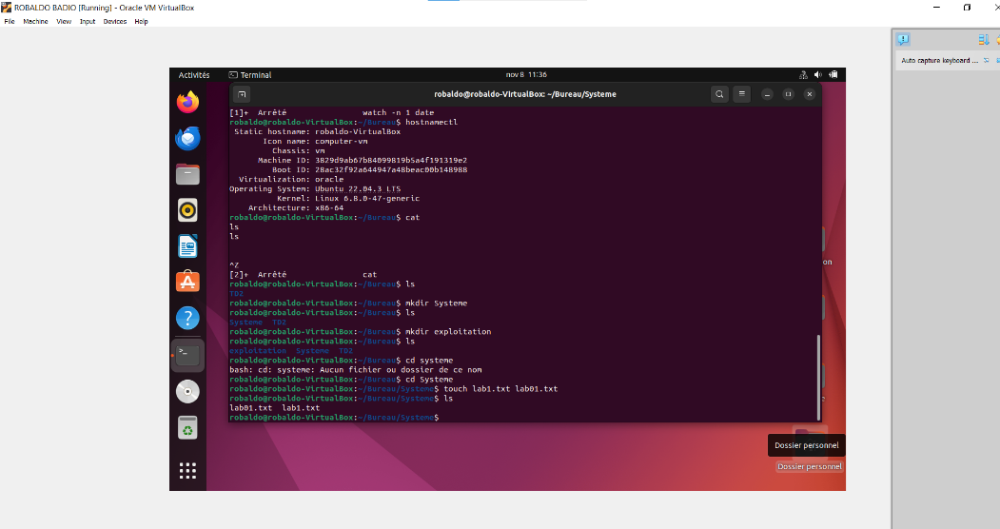 ROBALDO BADIO [Running] - Oracle VM VirtualBox
File Machine View Input Devices Help
Auto capture keyboard ...
Activités Terminal nov 8 11:36
robaldo@robaldo-VirtualBox: ~/Bureau/Systeme
[1]+ Arrêté watch -n 1 date
robaldo@robaldo-VirtualBox:~/Bureau$ hostnamectl
Static hostname: robaldo-VirtualBox
Icon name: computer-vm
Chassis: vm
Machine ID: 3829d9ab67b84099819b5a4f191319e2
Boot ID: 28ac32f92a644947a48beac00b148988
Virtualization: oracle
Operating System: Ubuntu 22.04.3 LTS
Kernel: Linux 6.8.0-47-generic
Architecture: x86-64
robaldo@robaldo-VirtualBox:~/Bureau$ cat
ls
ls
^Z
[2]+ Arrêté cat
robaldo@robaldo-VirtualBox:~/Bureau$ ls
TD2
robaldo@robaldo-VirtualBox:~/Bureau$ mkdir Systeme
robaldo@robaldo-VirtualBox:~/Bureau$ ls
Systeme TD2
robaldo@robaldo-VirtualBox:~/Bureau$ mkdir exploitation
robaldo@robaldo-VirtualBox:~/Bureau$ ls
exploitation Systeme TD2
robaldo@robaldo-VirtualBox:~/Bureau$ cd systeme
bash: cd: systeme: Aucun fichier ou dossier de ce nom
robaldo@robaldo-VirtualBox:~/Bureau$ cd Systeme
robaldo@robaldo-VirtualBox:~/Bureau/Systeme$ touch lab1.txt lab01.txt
robaldo@robaldo-VirtualBox:~/Bureau/Systeme$ ls
lab01.txt lab1.txt
robaldo@robaldo-VirtualBox:~/Bureau/Systeme$
on
Dossier personnel
Dossier personnel